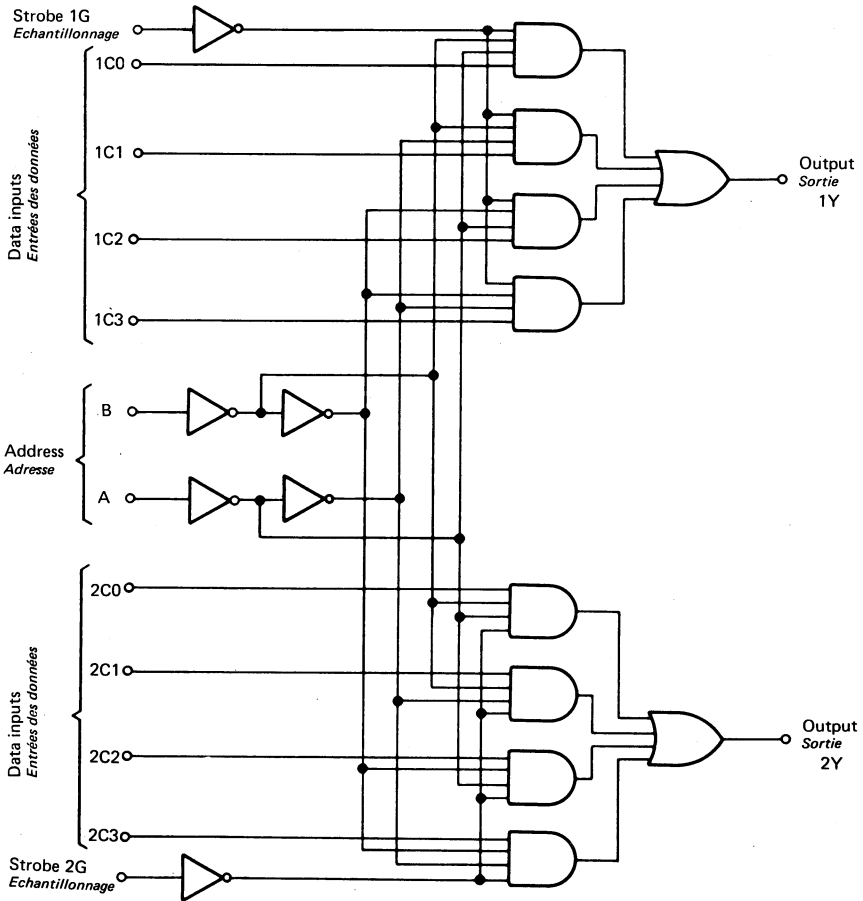 Strobe 1G
Echantillonnage
1C0
1C1
Data inputs
Entrées des données
1C2
1C3
Output
Sortie
1Y
B
Address
Adresse
A
2C0
2C1
Data inputs
Entrées des données
2C2
2C3
Output
Sortie
2Y
Strobe 2G
Echantillonnage